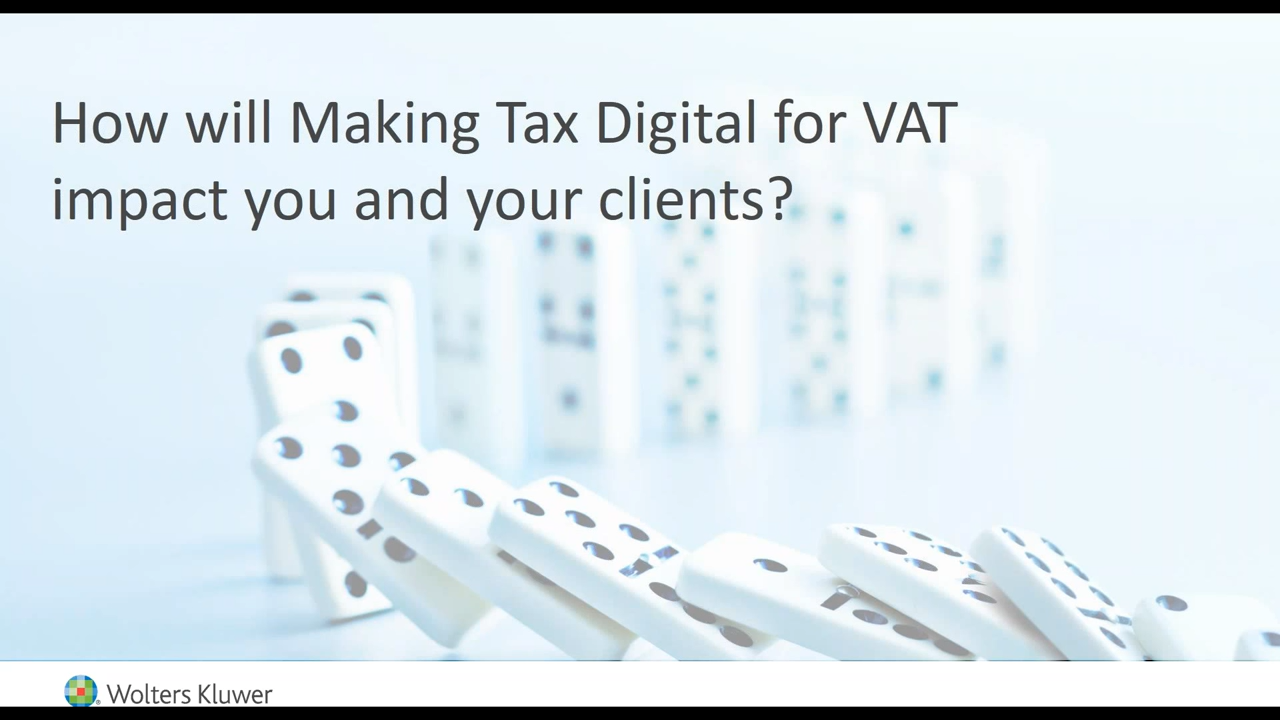 How will Making Tax Digital for VAT
impact you and your clients?
Wolters Kluwer